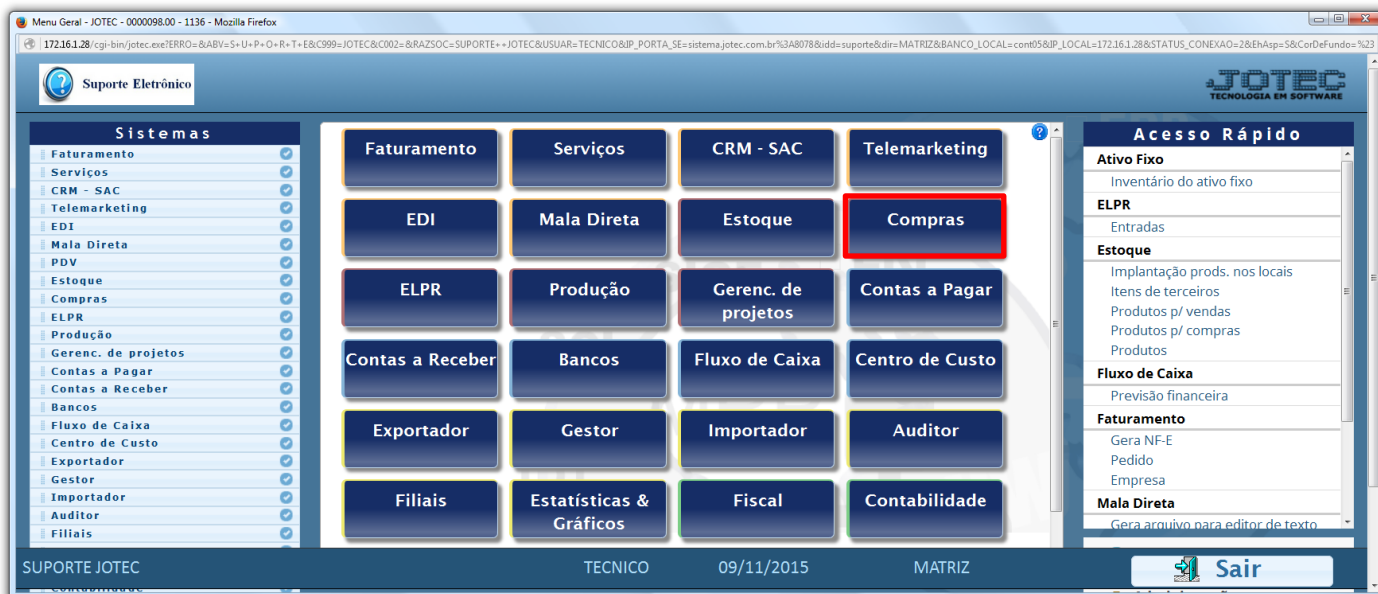 Menu Geral - JOTEC - 0000098.00 - 1136 - Mozilla Firefox
172.16.1.28/cgi-bin/jotec.exe?ERRO=&ABV=S+U+P+O+R+T+E&C999=JOTEC&C002=&RAZSOC=SUPORTE++JOTEC&USUAR=TECNICO&IP_PORTA_SE=sistema.jotec.com.br%3A8078&idd=suporte&dir=MATRIZ&BANCO_LOCAL=cont05&IP_LOCAL=172.16.1.28&STATUS_CONEXAO=2&EhAsp=S&CorDeFundo=%23
Suporte Eletrônico
JOTEC
TECNOLOGIA EM SOFTWARE
Sistemas
Faturamento
Serviços
CRM - SAC
Telemarketing
EDI
Mala Direta
PDV
Estoque
Compras
ELPR
Produção
Gerenc. de projetos
Contas a Pagar
Contas a Receber
Bancos
Fluxo de Caixa
Centro de Custo
Exportador
Gestor
Importador
Auditor
Filiais
Contabilidade
Faturamento
Serviços
CRM - SAC
Telemarketing
EDI
Mala Direta
Estoque
Compras
ELPR
Produção
Gerenc. de
projetos
Contas a Pagar
Contas a Receber
Bancos
Fluxo de Caixa
Centro de Custo
Exportador
Gestor
Importador
Auditor
Filiais
Estatísticas &
Gráficos
Fiscal
Contabilidade
Acesso Rápido
Ativo Fixo
Inventário do ativo fixo
ELPR
Entradas
Estoque
Implantação prods. nos locais
Itens de terceiros
Produtos p/ vendas
Produtos p/ compras
Produtos
Fluxo de Caixa
Previsão financeira
Faturamento
Gera NF-E
Pedido
Empresa
Mala Direta
Gera arquivo para editor de texto
SUPORTE JOTEC
TECNICO
09/11/2015
MATRIZ
Sair